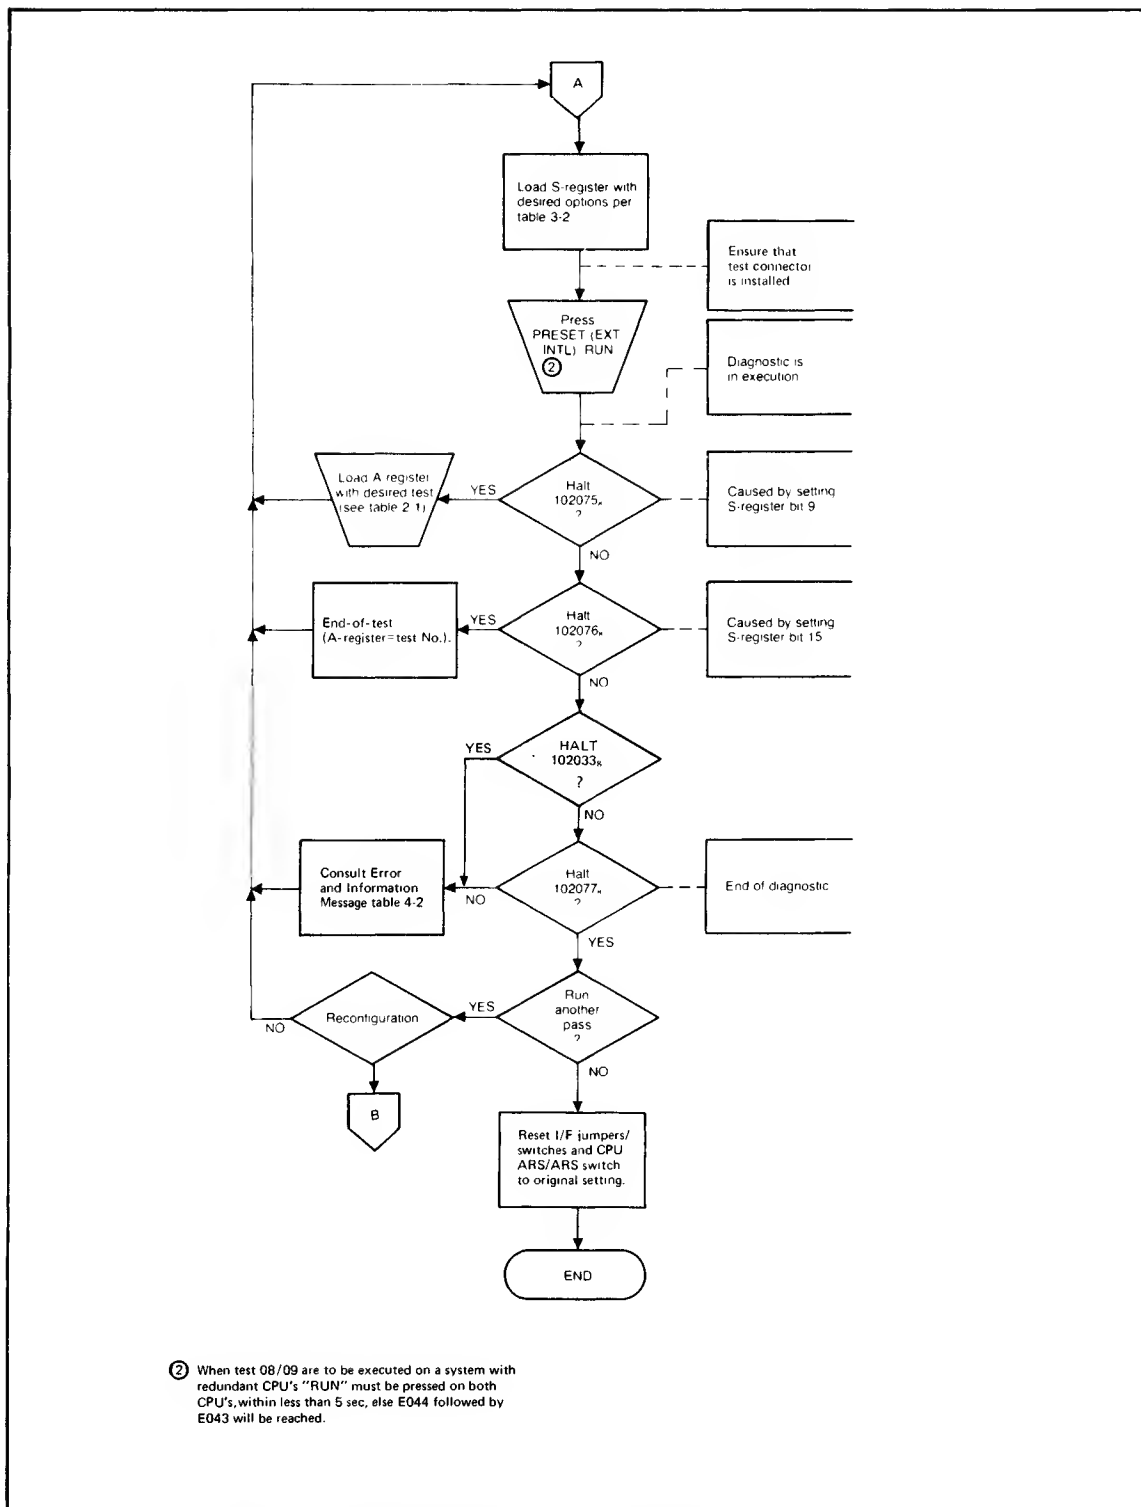 A
Load S-register with
desired options per
table 3-2
Ensure that
test connector
is installed
Press
PRESET (EXT
INTL) RUN
②
Diagnostic is
in execution
Load A register
with desired test
(see table 2 1)
YES
Halt
102075₈
?
Caused by setting
S-register bit 9
NO
End-of-test
(A-register=test No.).
YES
Halt
102076₈
?
Caused by setting
S-register bit 15
NO
YES
HALT
102033₈
?
NO
Consult Error
and Information
Message table 4-2
NO
Halt
102077₈
?
End of diagnostic
YES
Reconfiguration
YES
Run
another
pass
?
NO
NO
B
Reset I/F jumpers/
switches and CPU
ARS/ARS switch
to original setting.
END
② When test 08/09 are to be executed on a system with
redundant CPU's "RUN" must be pressed on both
CPU's, within less than 5 sec, else E044 followed by
E043 will be reached.